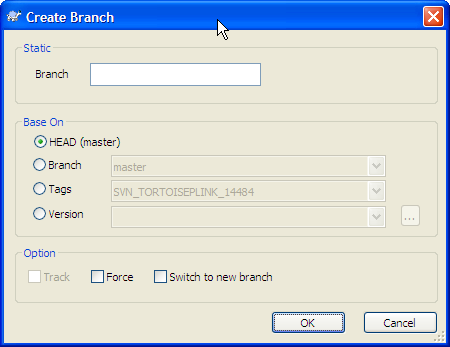 Create Branch
Static
Branch
Base On
HEAD (master)
Branch master
Tags SVN_TORTOISEPLINK_14484
Version ...
Option
Track Force Switch to new branch
OK Cancel